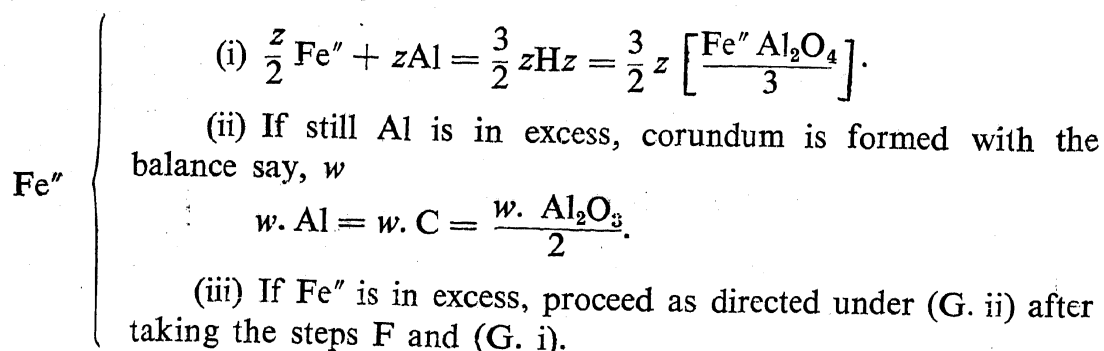 (i) z/2 Fe″ + zAl = 3/2 zHz = 3/2 z [Fe″ Al₂O₄/3].
(ii) If still Al is in excess, corundum is formed with the
balance say, w
Fe″
w. Al = w. C = w. Al₂O₃/2.
(iii) If Fe″ is in excess, proceed as directed under (G. ii) after
taking the steps F and (G. i).